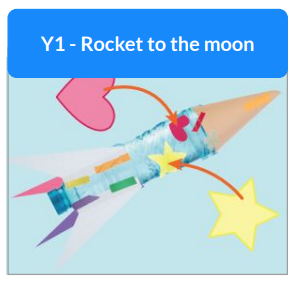 Y1 - Rocket to the moon